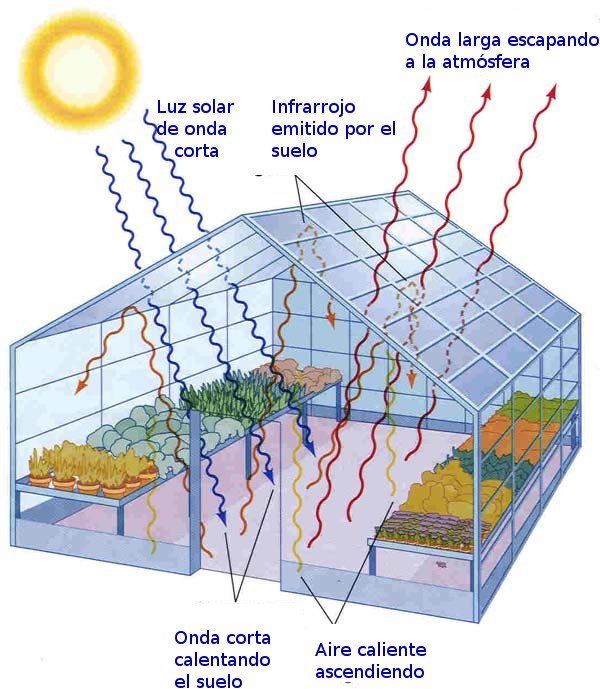 Onda larga escapando
a la atmósfera
Luz solar
de onda
corta
Infrarrojo
emitido por el
suelo
Onda corta
calentando
el suelo
Aire caliente
ascendiendo